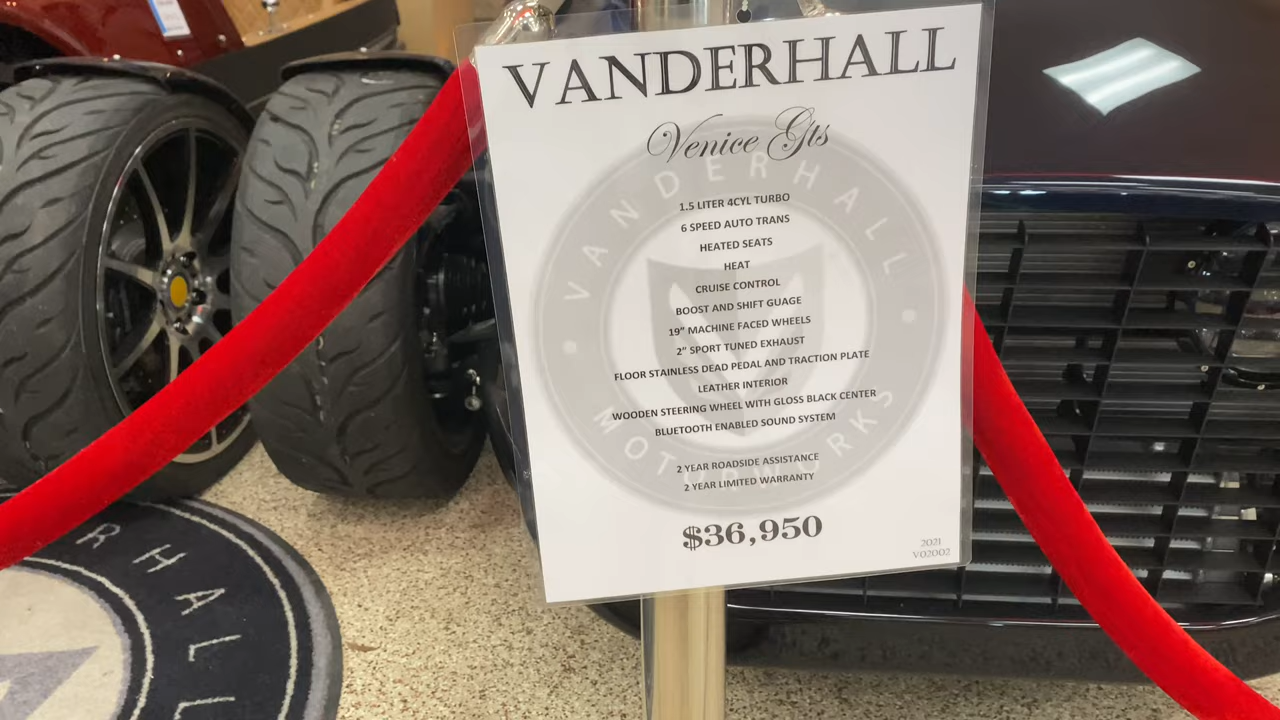 VANDERHALL
Venice Gts
1.5 LITER 4CYL TURBO
6 SPEED AUTO TRANS
HEATED SEATS
HEAT
CRUISE CONTROL
BOOST AND SHIFT GUAGE
19" MACHINE FACED WHEELS
2" SPORT TUNED EXHAUST
FLOOR STAINLESS DEAD PEDAL AND TRACTION PLATE
LEATHER INTERIOR
WOODEN STEERING WHEEL WITH GLOSS BLACK CENTER
BLUETOOTH ENABLED SOUND SYSTEM
2 YEAR ROADSIDE ASSISTANCE
2 YEAR LIMITED WARRANTY
$36,950
2021
V02002
VANDERHALL
MOTORWORKS
RHALL